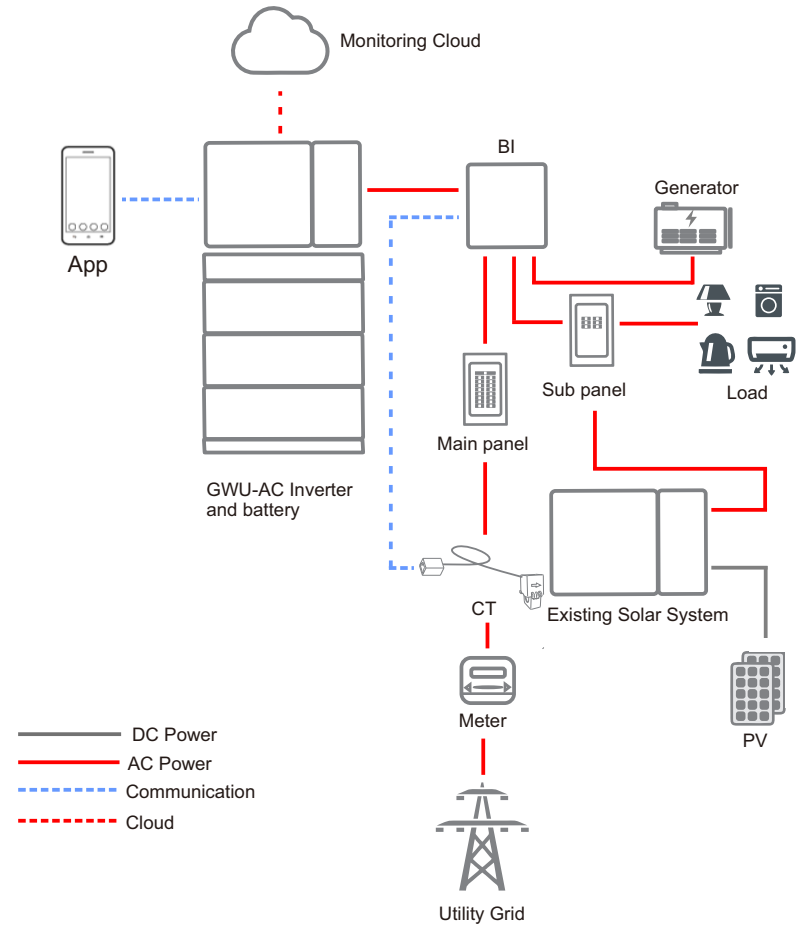 Monitoring Cloud
BI
Generator
App
Sub panel
Load
Main panel
GWU-AC Inverter
and battery
CT
Existing Solar System
Meter
PV
DC Power
AC Power
Communication
Cloud
Utility Grid